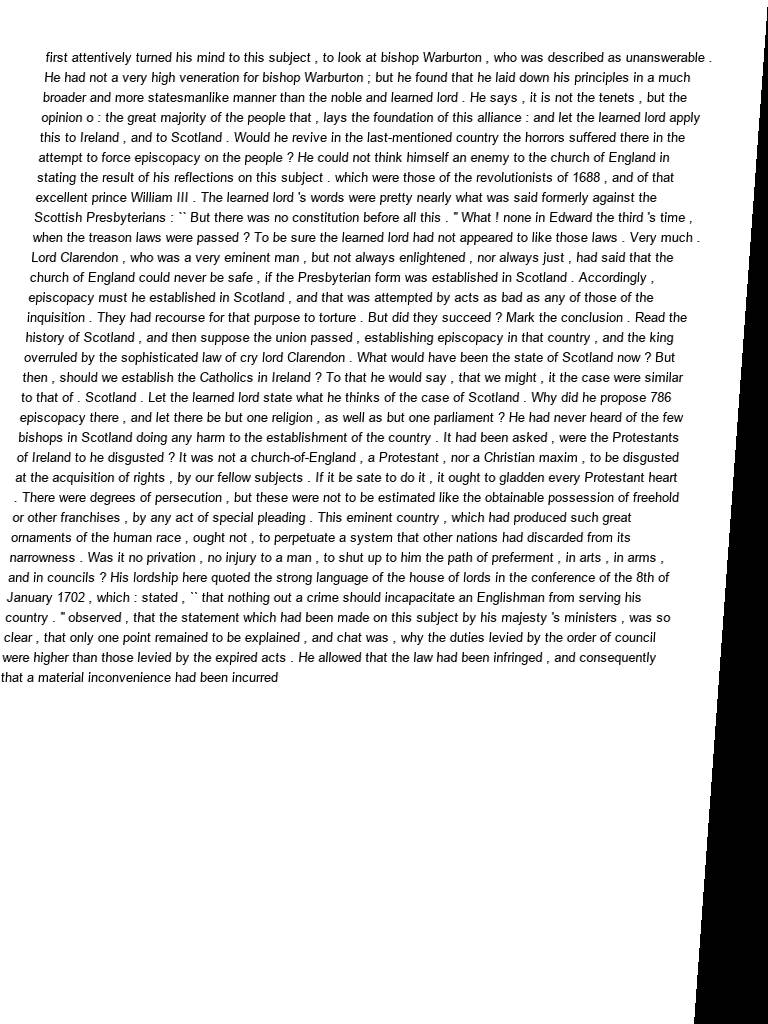 first attentively turned his mind to this subject , to look at bishop Warburton , who was described as unanswerable .
He had not a very high veneration for bishop Warburton ; but he found that he laid down his principles in a much
broader and more statesmanlike manner than the noble and learned lord . He says , it is not the tenets , but the
opinion o : the great majority of the people that , lays the foundation of this alliance : and let the learned lord apply
this to Ireland , and to Scotland . Would he revive in the last-mentioned country the horrors suffered there in the
attempt to force episcopacy on the people ? He could not think himself an enemy to the church of England in
stating the result of his reflections on this subject . which were those of the revolutionists of 1688 , and of that
excellent prince William III . The learned lord 's words were pretty nearly what was said formerly against the
Scottish Presbyterians : `` But there was no constitution before all this . " What ! none in Edward the third 's time ,
when the treason laws were passed ? To be sure the learned lord had not appeared to like those laws . Very much .
Lord Clarendon , who was a very eminent man , but not always enlightened , nor always just , had said that the
church of England could never be safe , if the Presbyterian form was established in Scotland . Accordingly ,
episcopacy must he established in Scotland , and that was attempted by acts as bad as any of those of the
inquisition . They had recourse for that purpose to torture . But did they succeed ? Mark the conclusion . Read the
history of Scotland , and then suppose the union passed , establishing episcopacy in that country , and the king
overruled by the sophisticated law of cry lord Clarendon . What would have been the state of Scotland now ? But
then , should we establish the Catholics in Ireland ? To that he would say , that we might , it the case were similar
to that of . Scotland . Let the learned lord state what he thinks of the case of Scotland . Why did he propose 786
episcopacy there , and let there be but one religion , as well as but one parliament ? He had never heard of the few
bishops in Scotland doing any harm to the establishment of the country . It had been asked , were the Protestants
of Ireland to he disgusted ? It was not a church-of-England , a Protestant , nor a Christian maxim , to be disgusted
at the acquisition of rights , by our fellow subjects . If it be sate to do it , it ought to gladden every Protestant heart
. There were degrees of persecution , but these were not to be estimated like the obtainable possession of freehold
or other franchises , by any act of special pleading . This eminent country , which had produced such great
ornaments of the human race , ought not , to perpetuate a system that other nations had discarded from its
narrowness . Was it no privation , no injury to a man , to shut up to him the path of preferment , in arts , in arms ,
and in councils ? His lordship here quoted the strong language of the house of lords in the conference of the 8th of
January 1702 , which : stated , `` that nothing out a crime should incapacitate an Englishman from serving his
country . " observed , that the statement which had been made on this subject by his majesty 's ministers , was so
clear , that only one point remained to be explained , and chat was , why the duties levied by the order of council
were higher than those levied by the expired acts . He allowed that the law had been infringed , and consequently
that a material inconvenience had been incurred